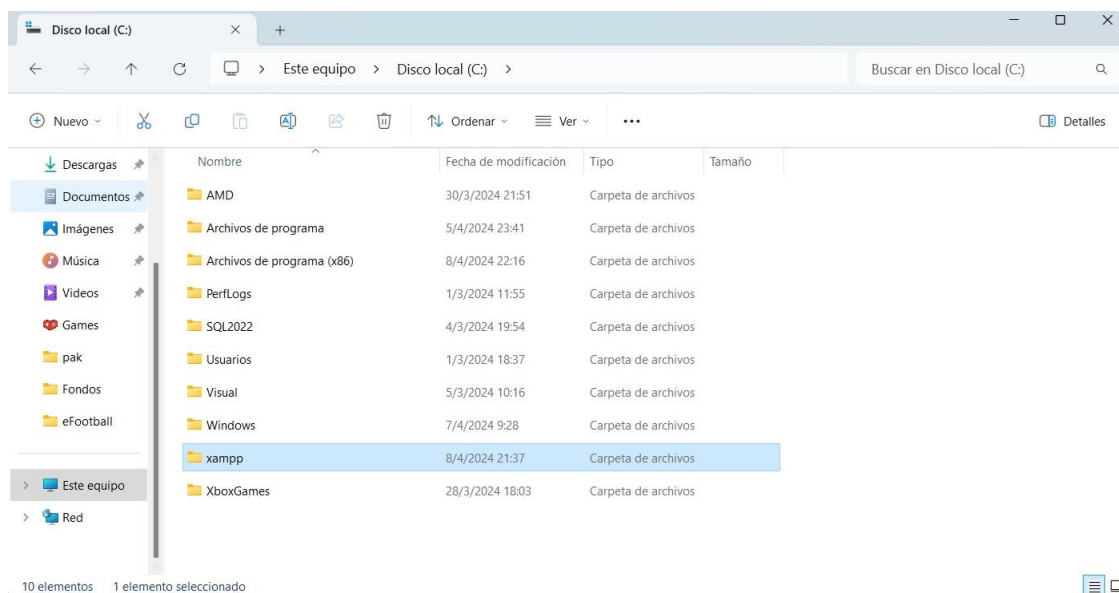 Disco local (C:)
Este equipo > Disco local (C:) >
Buscar en Disco local (C:)
Nuevo
Ordenar
Ver
Detalles
Nombre Fecha de modificación Tipo Tamaño
Descargas
Documentos
Imágenes
Música
Videos
Games
pak
Fondos
eFootball
Este equipo
Red
AMD 30/3/2024 21:51 Carpeta de archivos
Archivos de programa 5/4/2024 23:41 Carpeta de archivos
Archivos de programa (x86) 8/4/2024 22:16 Carpeta de archivos
PerfLogs 1/3/2024 11:55 Carpeta de archivos
SQL2022 4/3/2024 19:54 Carpeta de archivos
Usuarios 1/3/2024 18:37 Carpeta de archivos
Visual 5/3/2024 10:16 Carpeta de archivos
Windows 7/4/2024 9:28 Carpeta de archivos
xampp 8/4/2024 21:37 Carpeta de archivos
XboxGames 28/3/2024 18:03 Carpeta de archivos
10 elementos 1 elemento seleccionado